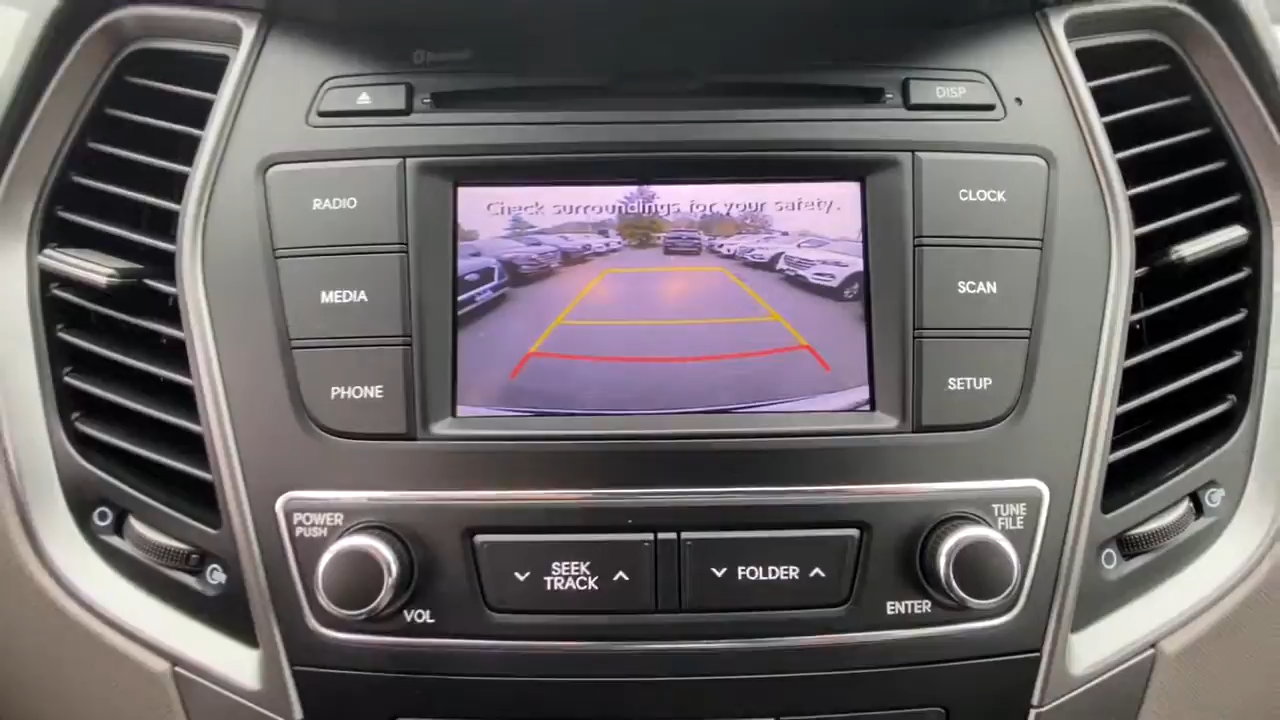 Bluetooth
DISP
RADIO
CLOCK
Check surroundings for your safety.
MEDIA
SCAN
PHONE
SETUP
POWER
PUSH
VOL
SEEK
TRACK
FOLDER
TUNE
FILE
ENTER